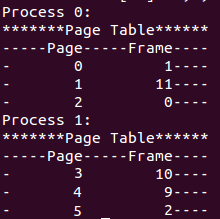 Process 0:
*******Page Table******
-----Page-----Frame----
-       0         1----
-       1        11----
-       2         0----
Process 1:
*******Page Table******
-----Page-----Frame----
-       3        10----
-       4         9----
-       5         2----